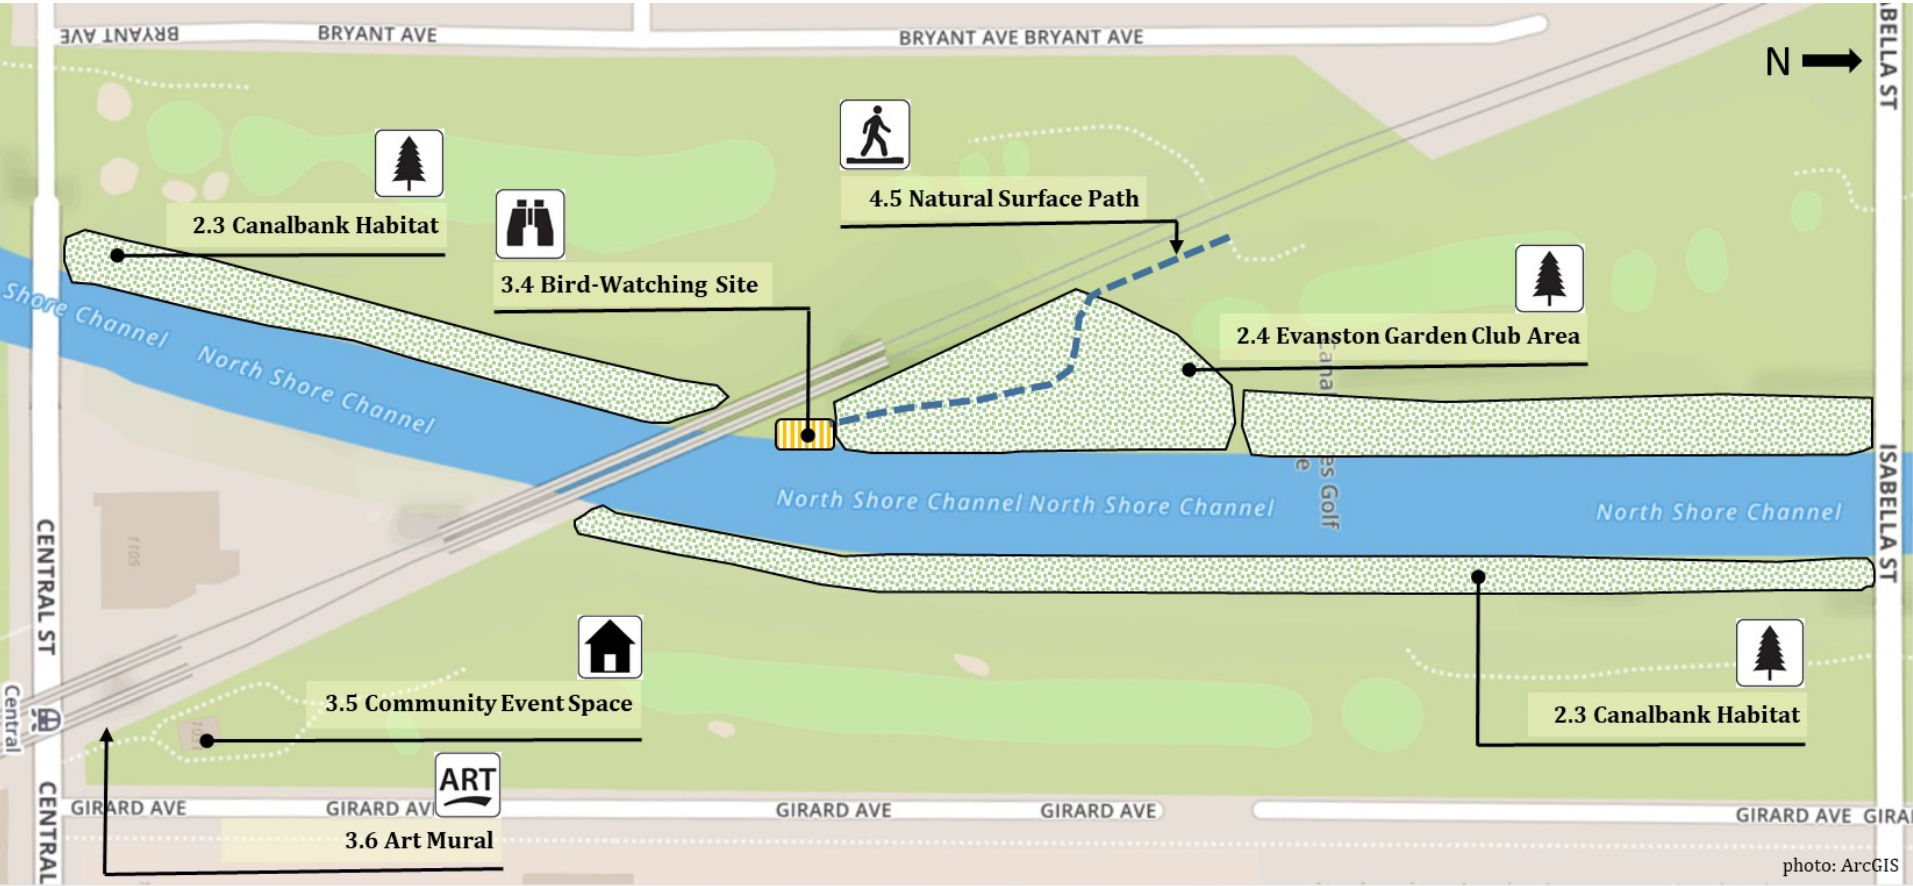 BRYANT AVE
BRYANT AVE
BRYANT AVE BRYANT AVE
ABELLA ST
N
4.5 Natural Surface Path
2.3 Canalbank Habitat
3.4 Bird-Watching Site
2.4 Evanston Garden Club Area
Shore Channel
North Shore Channel
Cana
es Golf
e
North Shore Channel North Shore Channel
North Shore Channel
ISABELLA ST
CENTRAL ST
1105
3.5 Community Event Space
Central
2.3 Canalbank Habitat
ART
CENTRAL
GIRARD AVE
GIRARD AV
GIRARD AVE
GIRARD AVE
GIRARD AVE GIRA
3.6 Art Mural
photo: ArcGIS